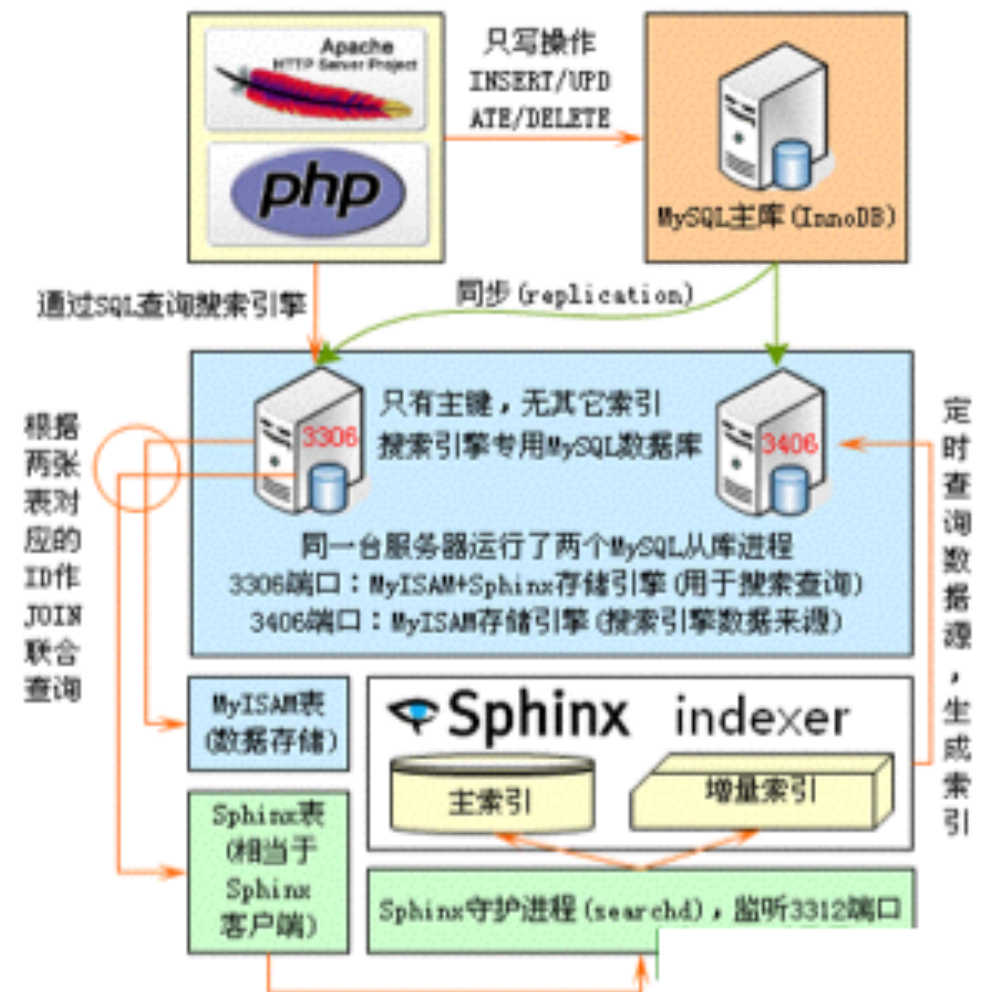 Apache
HTTP Server Project
php
只写操作
INSERT/UPD
ATE/DELETE
MySQL主库(InnoDB)
通过SQL查询搜索引擎
同步(replication)
3306
只有主键，无其它索引
搜索引擎专用MySQL数据库
3406
同一台服务器运行了两个MySQL从库进程
3306端口：MyISAM+Sphinx存储引擎(用于搜索查询)
3406端口：MyISAM存储引擎(搜索引擎数据来源)
根据
两张
表对
应的
ID作
JOIN
联合
查询
定
时
查
询
数
据
源
，
生
成
索
引
MyISAM表
(数据存储)
Sphinx indexer
主索引
增量索引
Sphinx表
(相当于
Sphinx
客户端)
Sphinx守护进程(searchd)，监听3312端口